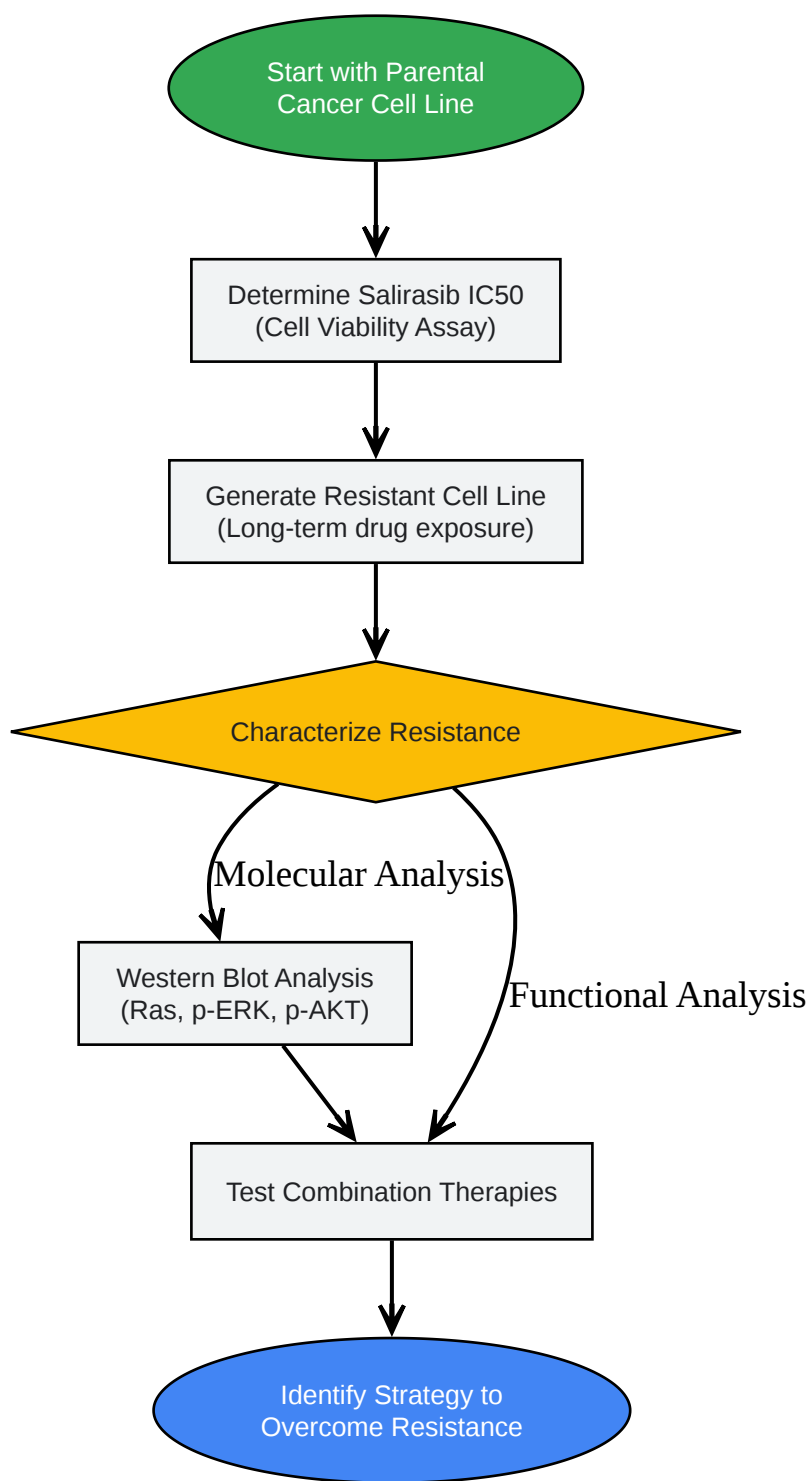 Start with Parental
Cancer Cell Line
Determine Salirasib IC50
(Cell Viability Assay)
Generate Resistant Cell Line
(Long-term drug exposure)
Characterize Resistance
Molecular Analysis
Western Blot Analysis
(Ras, p-ERK, p-AKT)
Functional Analysis
Test Combination Therapies
Identify Strategy to
Overcome Resistance